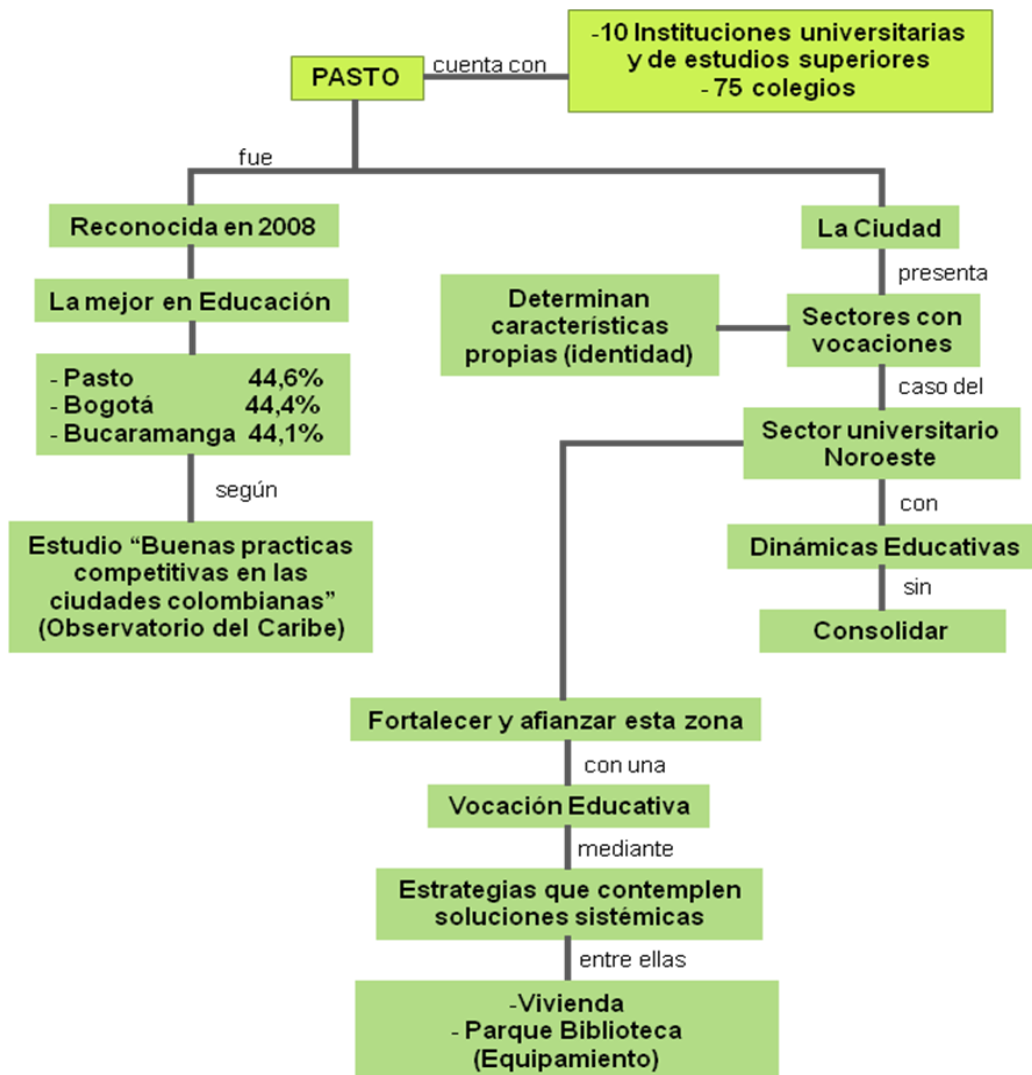 PASTO
cuenta con
-10 Instituciones universitarias
y de estudios superiores
- 75 colegios
fue
Reconocida en 2008
La mejor en Educación
- Pasto 44,6%
- Bogotá 44,4%
- Bucaramanga 44,1%
según
Estudio “Buenas practicas
competitivas en las
ciudades colombianas”
(Observatorio del Caribe)
La Ciudad
presenta
Determinan
características
propias (identidad)
Sectores con
vocaciones
caso del
Sector universitario
Noroeste
con
Dinámicas Educativas
sin
Consolidar
Fortalecer y afianzar esta zona
con una
Vocación Educativa
mediante
Estrategias que contemplen
soluciones sistémicas
entre ellas
-Vivienda
- Parque Biblioteca
(Equipamiento)